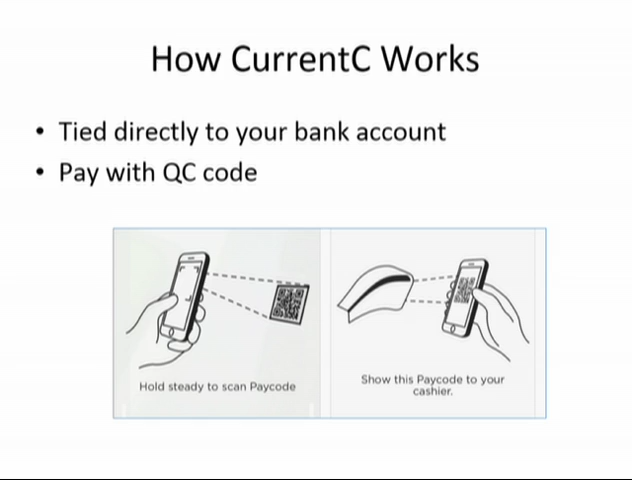 How CurrentC Works
• Tied directly to your bank account
• Pay with QC code
Hold steady to scan Paycode
Show this Paycode to your
cashier.